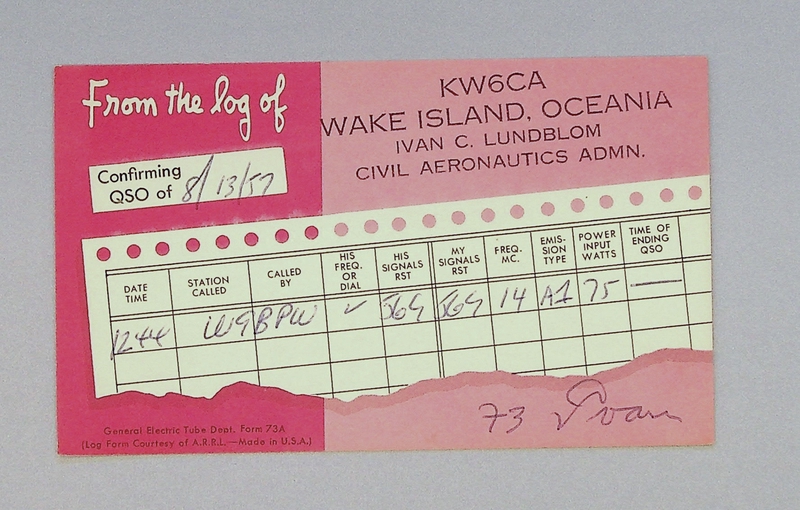 From the log of
KW6CA
WAKE ISLAND, OCEANIA
IVAN C. LUNDBLOM
CIVIL AERONAUTICS ADMN.
Confirming
QSO of 8/13/57
DATE TIME STATION CALLED CALLED BY HIS FREQ. OR DIAL HIS SIGNALS RST MY SIGNALS RST FREQ. MC. EMIS-SION TYPE POWER INPUT WATTS TIME OF ENDING QSO
1244 W9BPW ✓ 569 569 14 A1 75 —
73 Ivan
General Electric Tube Dept. Form 73A
(Log Form Courtesy of A.R.R.L.—Made in U.S.A.)